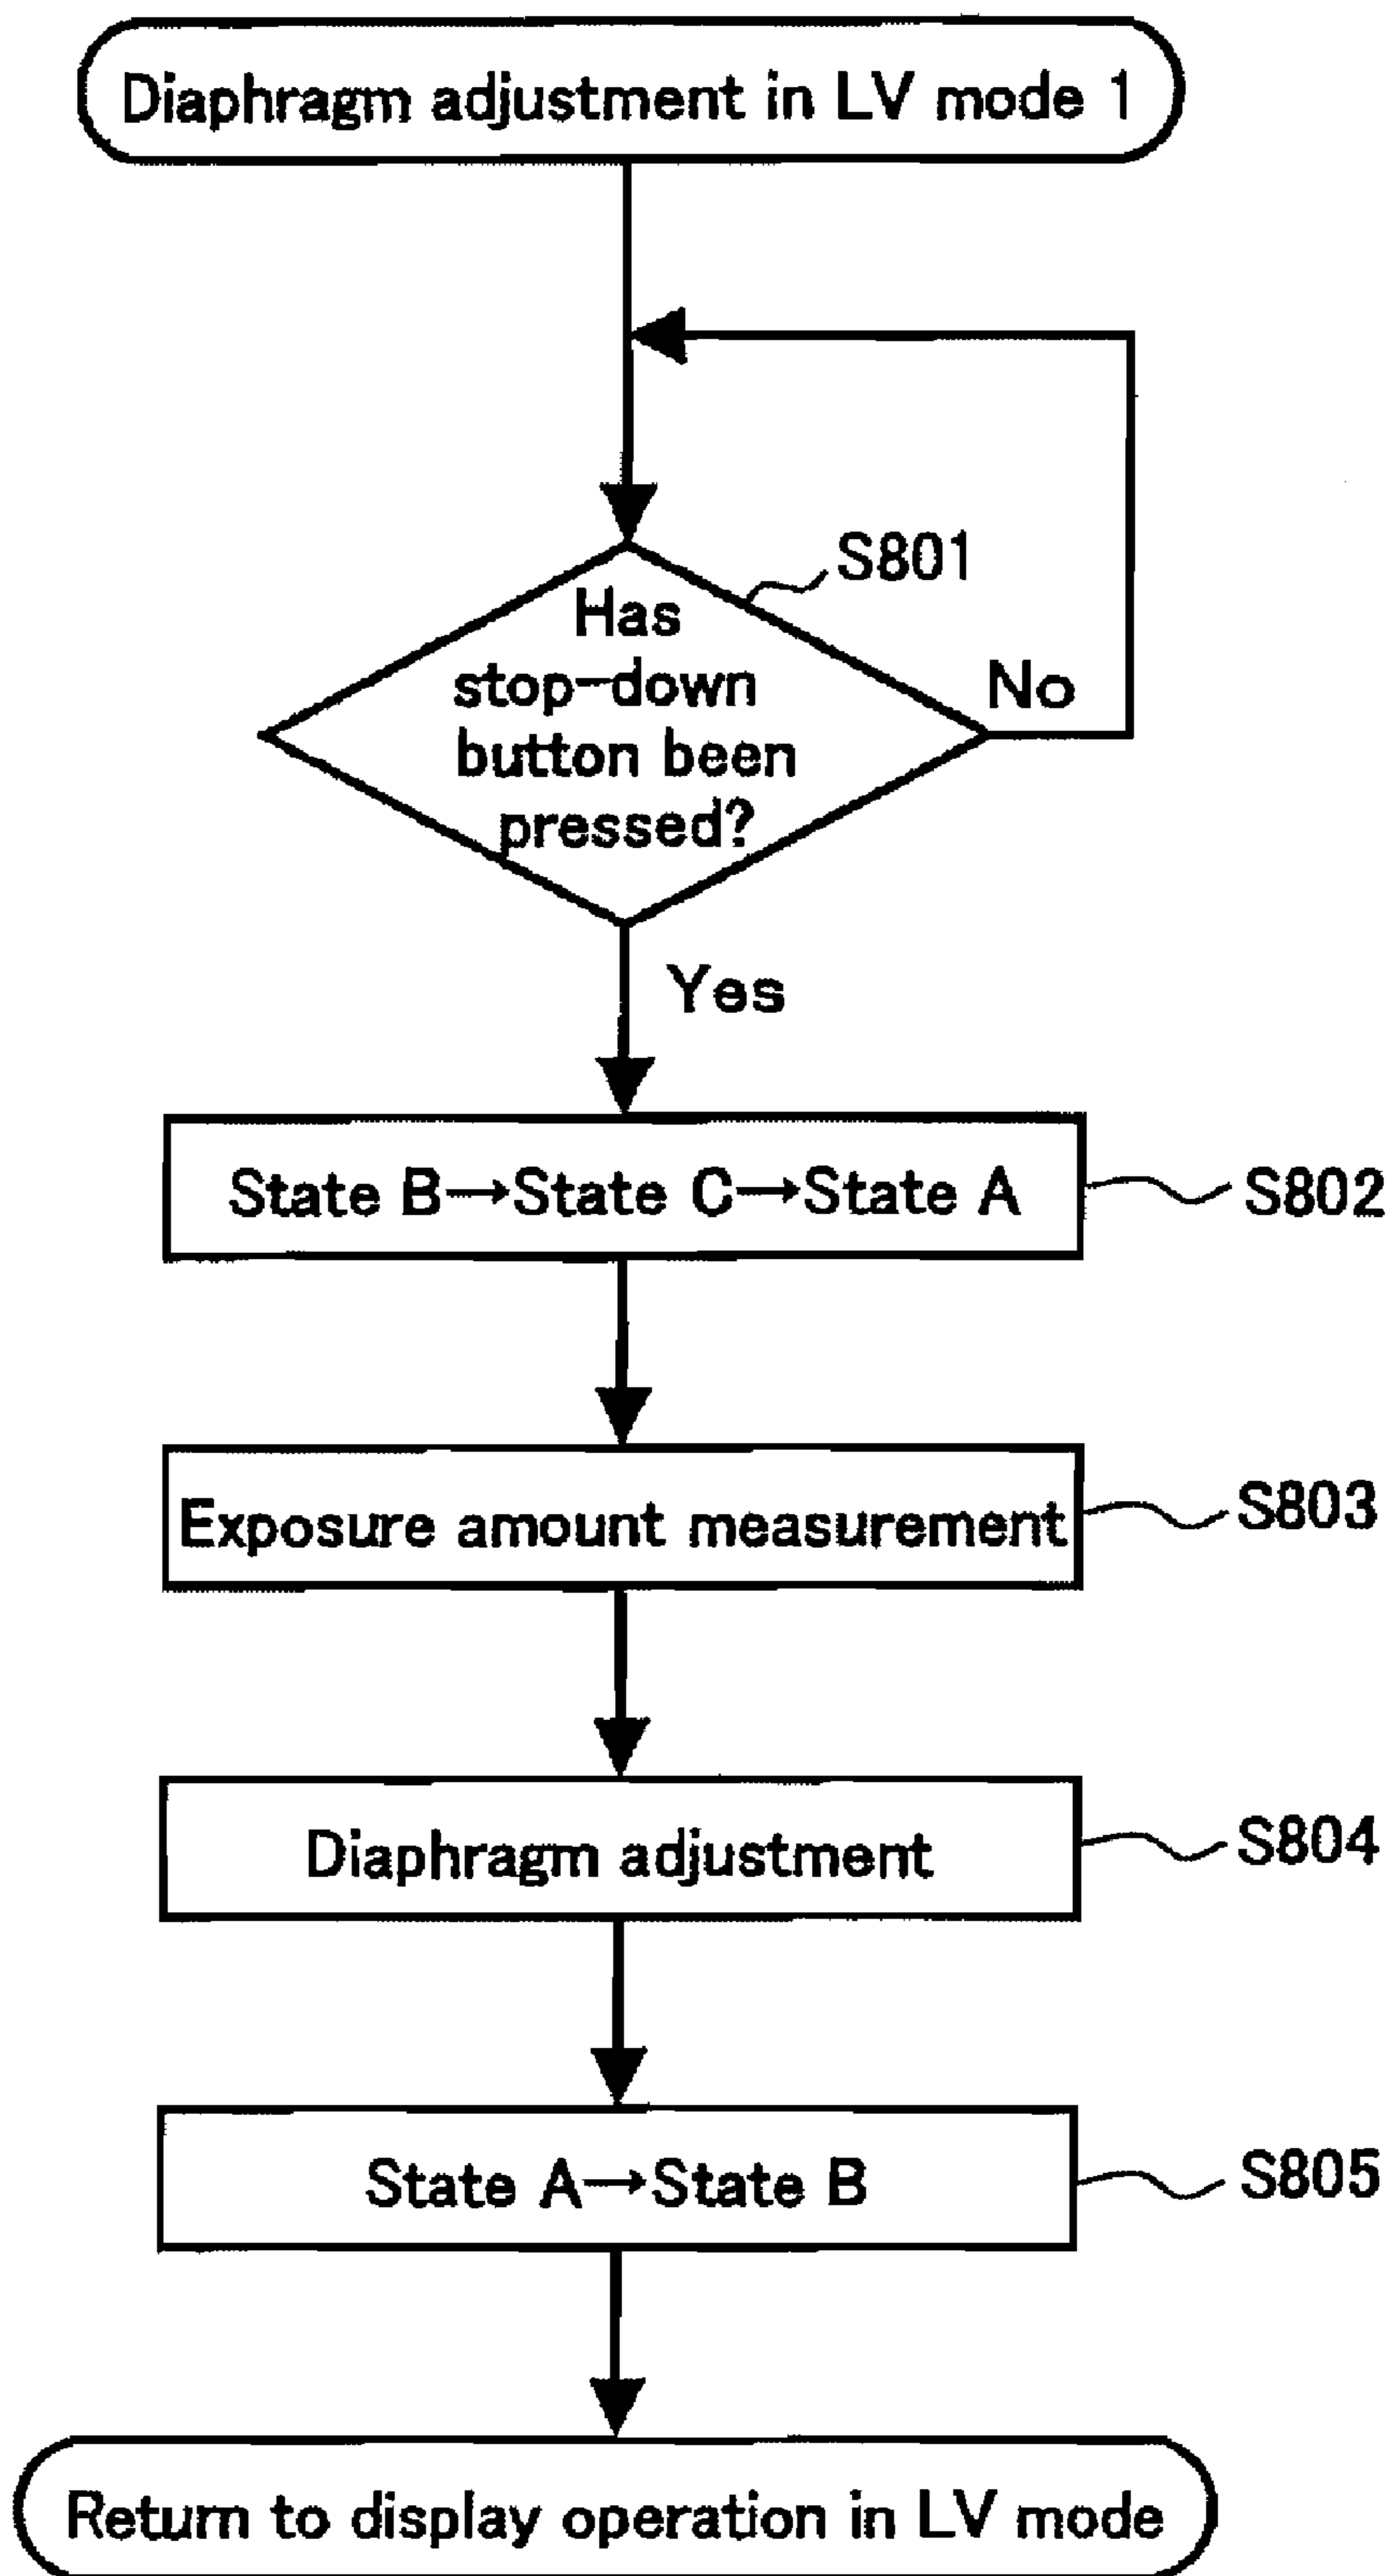 Diaphragm adjustment in LV mode 1
S801
Has
stop-down
button been
pressed?
No
Yes
State B→State C→State A
S802
Exposure amount measurement
S803
Diaphragm adjustment
S804
State A→State B
S805
Return to display operation in LV mode